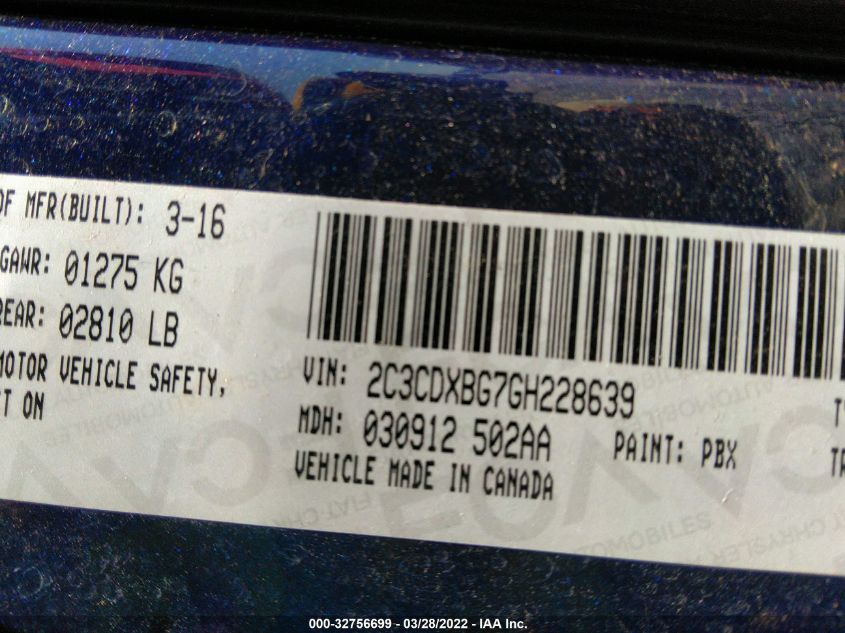 OF MFR(BUILT): 3-16
GAWR: 01275 KG
REAR: 02810 LB
MOTOR VEHICLE SAFETY,
ON
VIN: 2C3CDXBG7GH228639
MDH: 030912 502AA PAINT: PBX
VEHICLE MADE IN CANADA
000-32756699 - 03/28/2022 - IAA Inc.